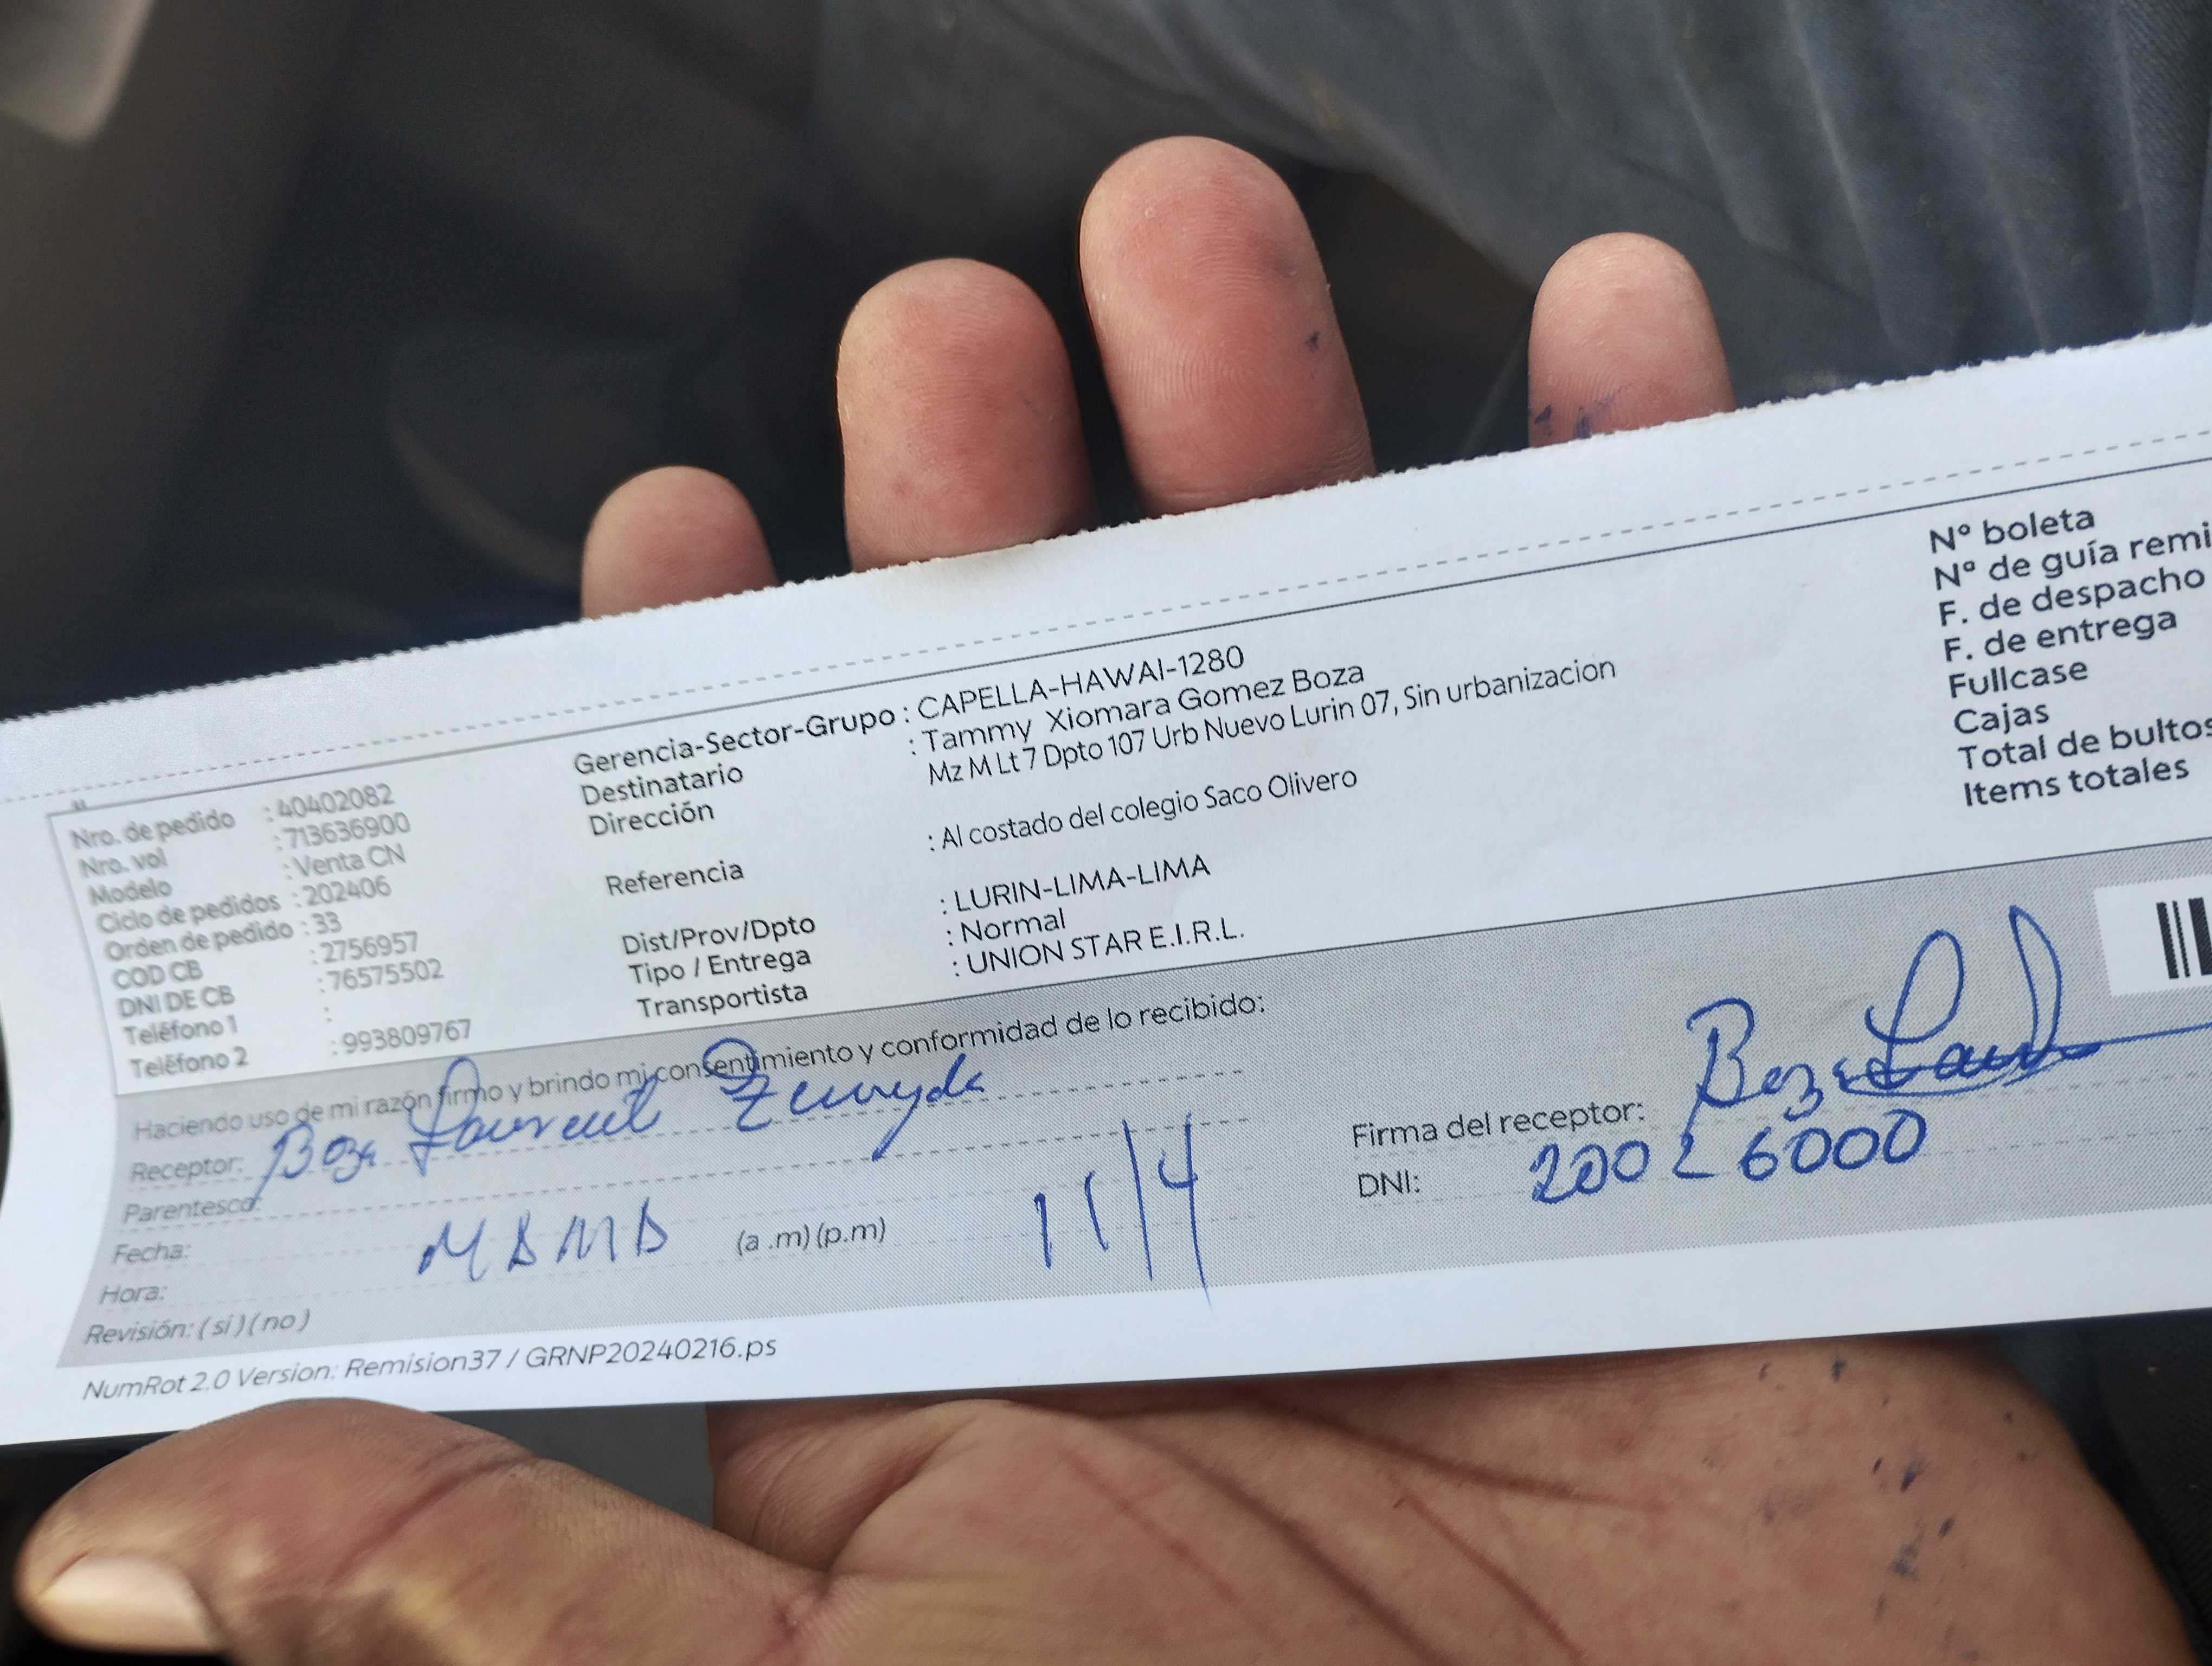 Nro. de pedido : 40402082
Nro. vol : 713636900
Modelo : Venta CN
Ciclo de pedidos : 202406
Orden de pedido : 33
COD CB : 2756957
DNI DE CB : 76575502
Teléfono 1 :
Teléfono 2 : 993809767
Gerencia-Sector-Grupo : CAPELLA-HAWAI-1280
Destinatario : Tammy Xiomara Gomez Boza
Dirección Mz M Lt 7 Dpto 107 Urb Nuevo Lurin 07, Sin urbanizacion
Referencia : Al costado del colegio Saco Olivero
Dist/Prov/Dpto : LURIN-LIMA-LIMA
Tipo / Entrega : Normal
Transportista : UNION STAR E.I.R.L.
Nº boleta
Nº de guía remi
F. de despacho
F. de entrega
Fullcase
Cajas
Total de bultos
Items totales
Haciendo uso de mi razón firmo y brindo mi consentimiento y conformidad de lo recibido:
Receptor: Boza
Parentesco:
Fecha: 11/4
Hora: (a .m) (p.m)
Revisión: ( si ) ( no )
Firma del receptor: Boza
DNI: 20026000
NumRot 2.0 Version: Remision37 / GRNP20240216.ps